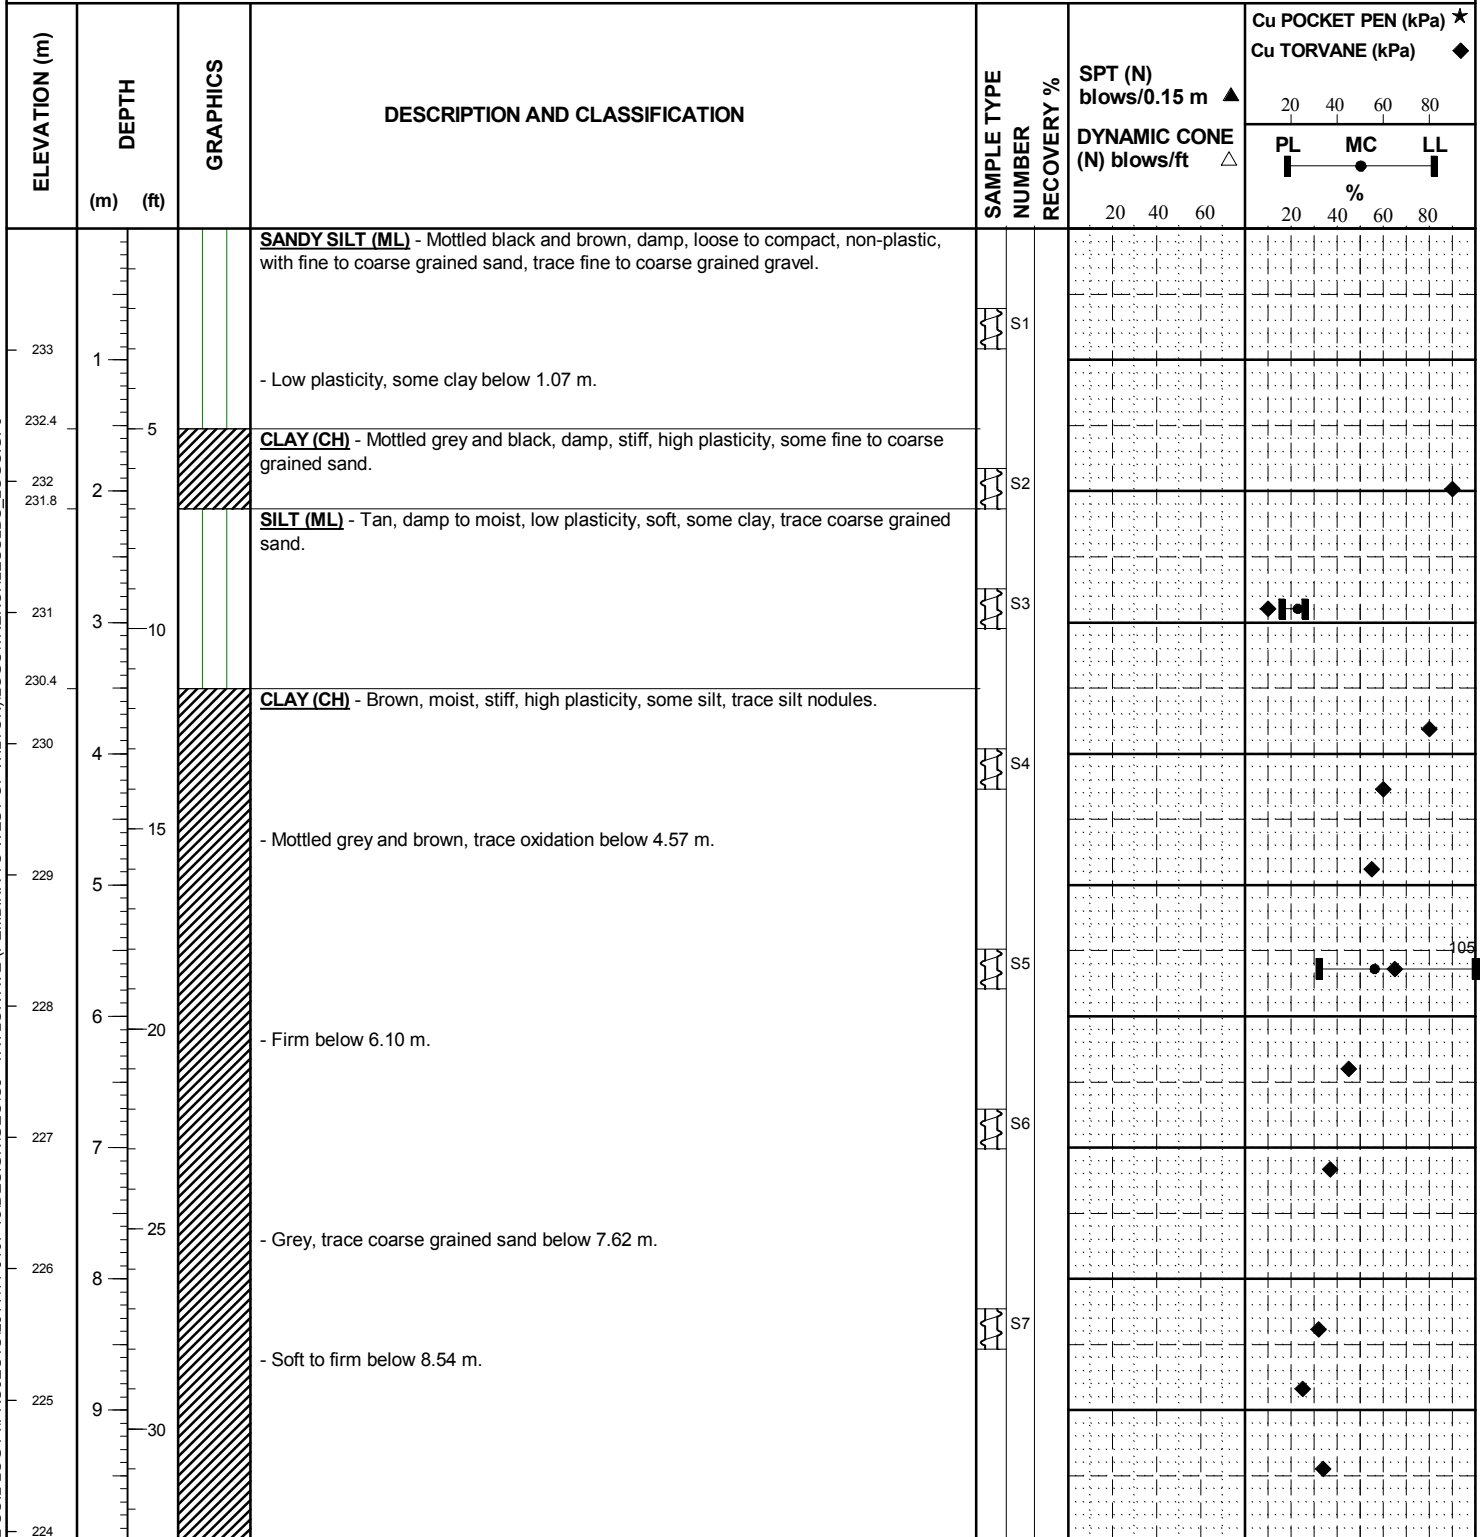 ELEVATION (m)
DEPTH
(m) (ft)
GRAPHICS
DESCRIPTION AND CLASSIFICATION
SAMPLE TYPE
NUMBER
RECOVERY %
SPT (N)
blows/0.15 m ▲
DYNAMIC CONE
(N) blows/ft △
20 40 60
Cu POCKET PEN (kPa) ★
Cu TORVANE (kPa) ◆
20 40 60 80
PL MC LL
%
20 40 60 80
SANDY SILT (ML) - Mottled black and brown, damp, loose to compact, non-plastic,
with fine to coarse grained sand, trace fine to coarse grained gravel.
S1
233
1
- Low plasticity, some clay below 1.07 m.
232.4
5
CLAY (CH) - Mottled grey and black, damp, stiff, high plasticity, some fine to coarse
grained sand.
232
2
S2
231.8
SILT (ML) - Tan, damp to moist, low plasticity, soft, some clay, trace coarse grained
sand.
S3
231
3
10
230.4
CLAY (CH) - Brown, moist, stiff, high plasticity, some silt, trace silt nodules.
230
4
S4
15
- Mottled grey and brown, trace oxidation below 4.57 m.
229
5
105
S5
228
6
20
- Firm below 6.10 m.
S6
227
7
25
- Grey, trace coarse grained sand below 7.62 m.
226
8
S7
- Soft to firm below 8.54 m.
225
9
30
224